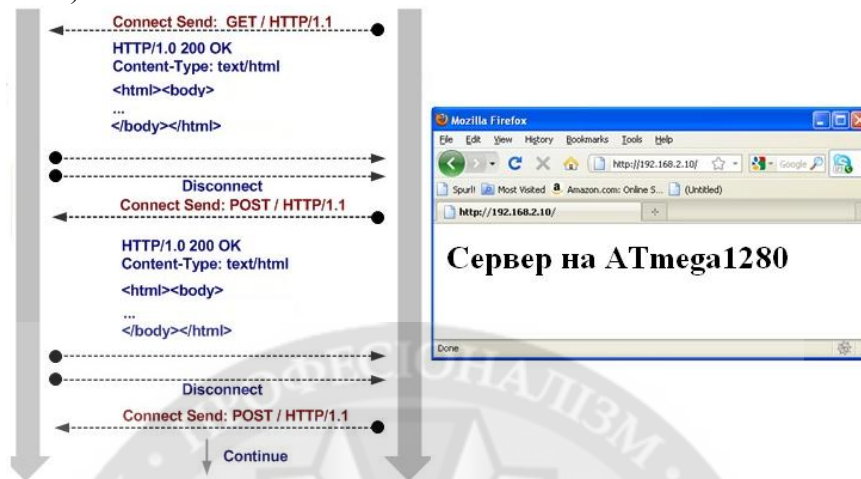 Connect Send: GET / HTTP/1.1
HTTP/1.0 200 OK
Content-Type: text/html
<html><body>
...
</body></html>
Disconnect
Connect Send: POST / HTTP/1.1
HTTP/1.0 200 OK
Content-Type: text/html
<html><body>
...
</body></html>
Disconnect
Connect Send: POST / HTTP/1.1
Continue
Mozilla Firefox
File Edit View History Bookmarks Tools Help
http://192.168.2.10/
Google
Spurl! Most Visited Amazon.com: Online S... (Untitled)
http://192.168.2.10/
Сервер на ATmega1280
Done
ПРОФЕСІОНАЛІЗМ